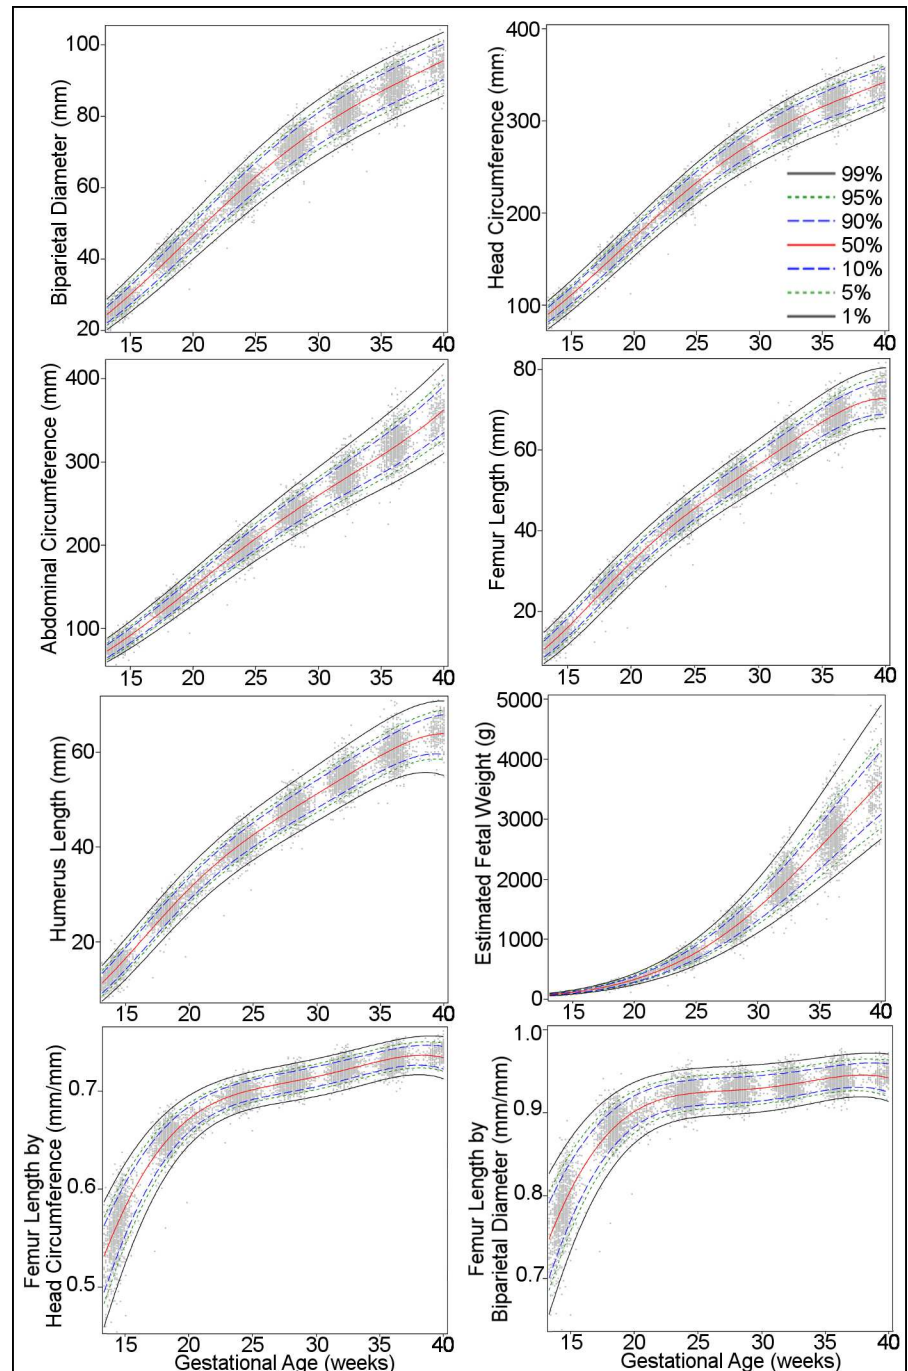 Biparietal Diameter (mm)
100
80
60
40
20
15 20 25 30 35 40
Head Circumference (mm)
400
300
200
100
15 20 25 30 35 40
99%
95%
90%
50%
10%
5%
1%
Abdominal Circumference (mm)
400
300
200
100
15 20 25 30 35 40
Femur Length (mm)
80
60
40
20
15 20 25 30 35 40
Humerus Length (mm)
60
40
20
15 20 25 30 35 40
Estimated Fetal Weight (g)
5000
4000
3000
2000
1000
0
15 20 25 30 35 40
Femur Length by
Head Circumference (mm/mm)
0.7
0.6
0.5
15 20 25 30 35 40
Gestational Age (weeks)
Femur Length by
Biparietal Diameter (mm/mm)
1.0
0.9
0.8
0.7
15 20 25 30 35 40
Gestational Age (weeks)